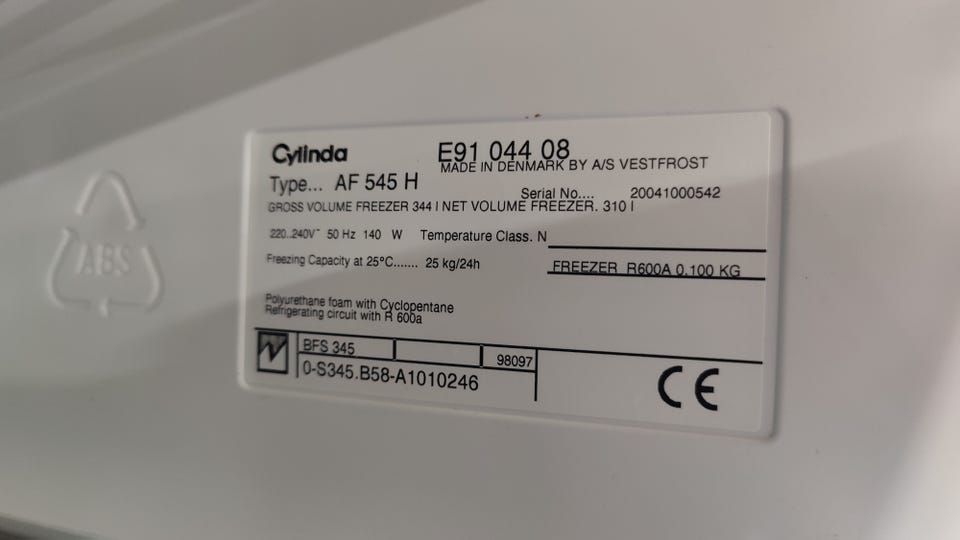 Cylinda
E91 044 08
MADE IN DENMARK BY A/S VESTFROST
Type... AF 545 H
Serial No.... 20041000542
GROSS VOLUME FREEZER 344 l NET VOLUME FREEZER. 310 l
220..240V~ 50 Hz 140 W Temperature Class. N
Freezing Capacity at 25°C....... 25 kg/24h
FREEZER R600A 0.100 KG
Polyurethane foam with Cyclopentane
Refrigerating circuit with R 600a
BFS 345
98097
0-S345.B58-A1010246
CE
ABS